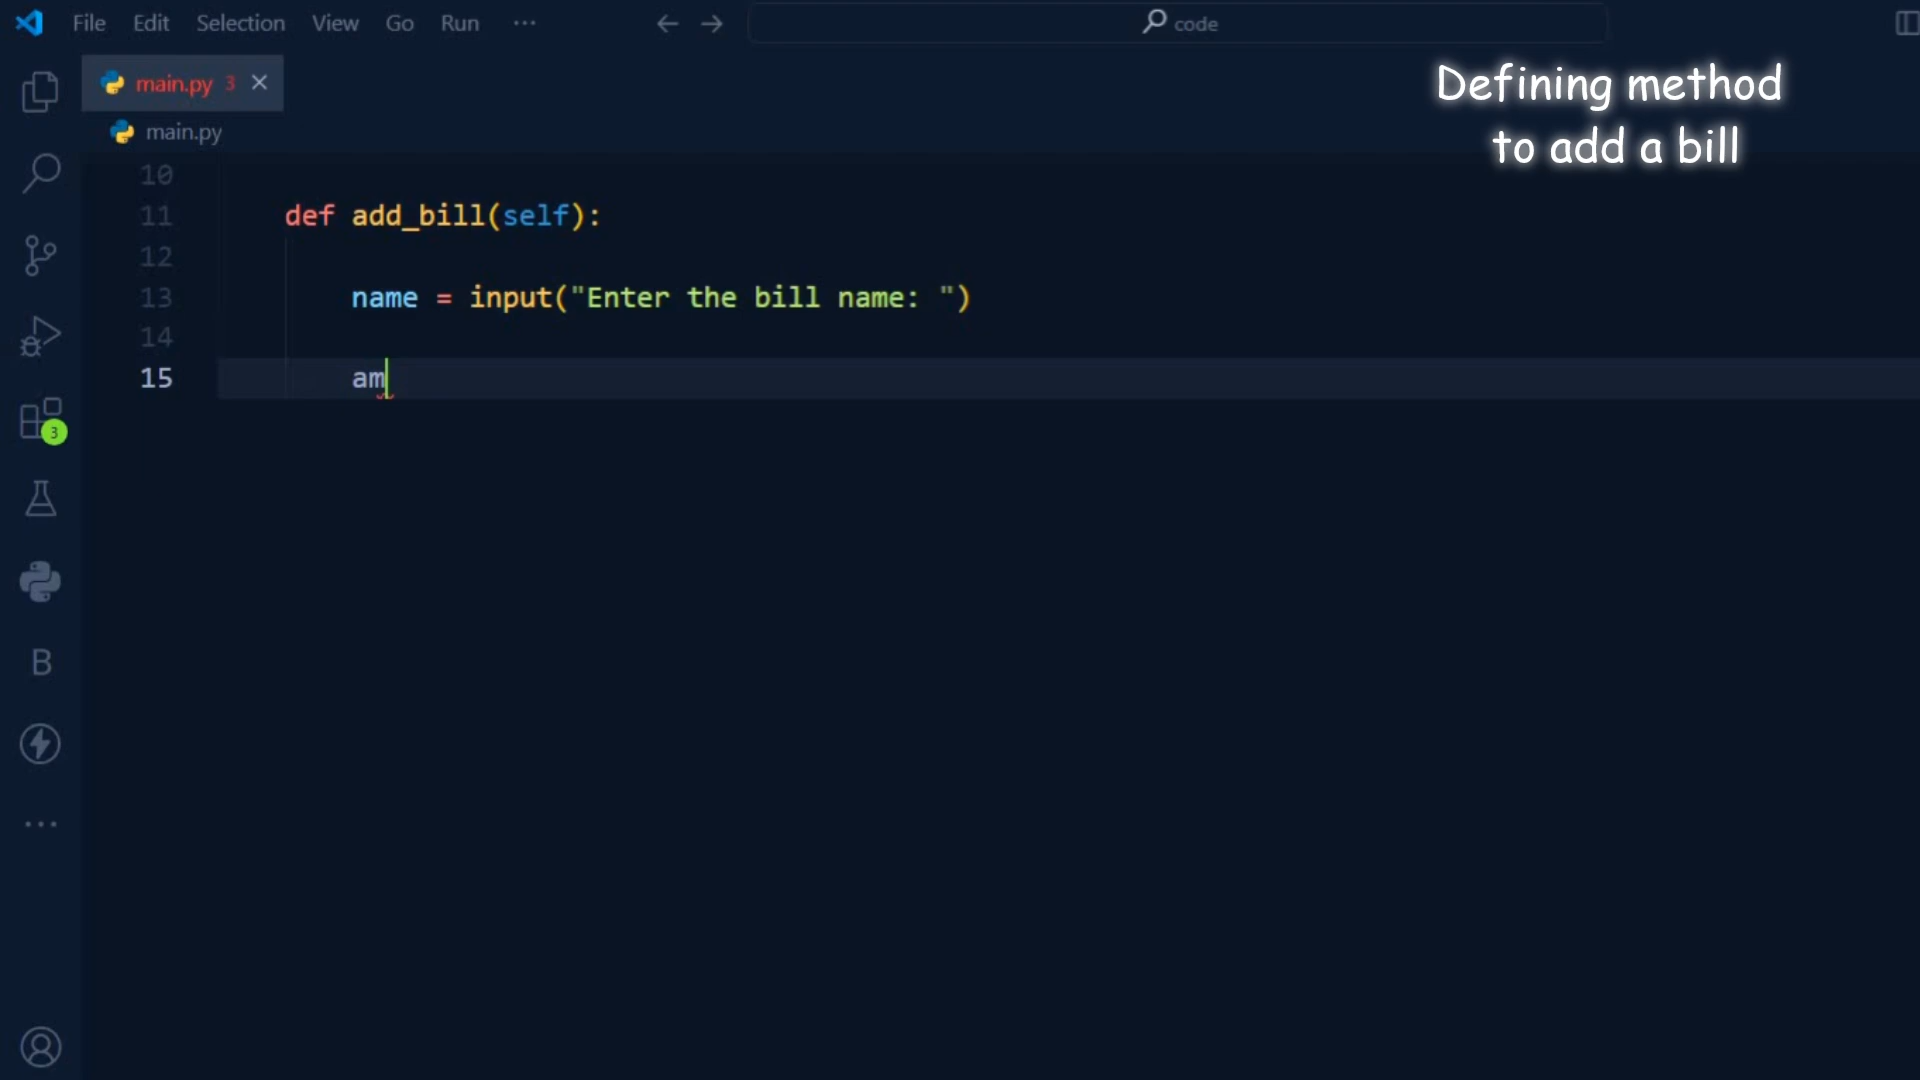 File Edit Selection View Go Run ··· code
main.py 3
Defining method
to add a bill
main.py
10
11 def add_bill(self):
12
13 name = input("Enter the bill name: ")
14
15 am
3
B